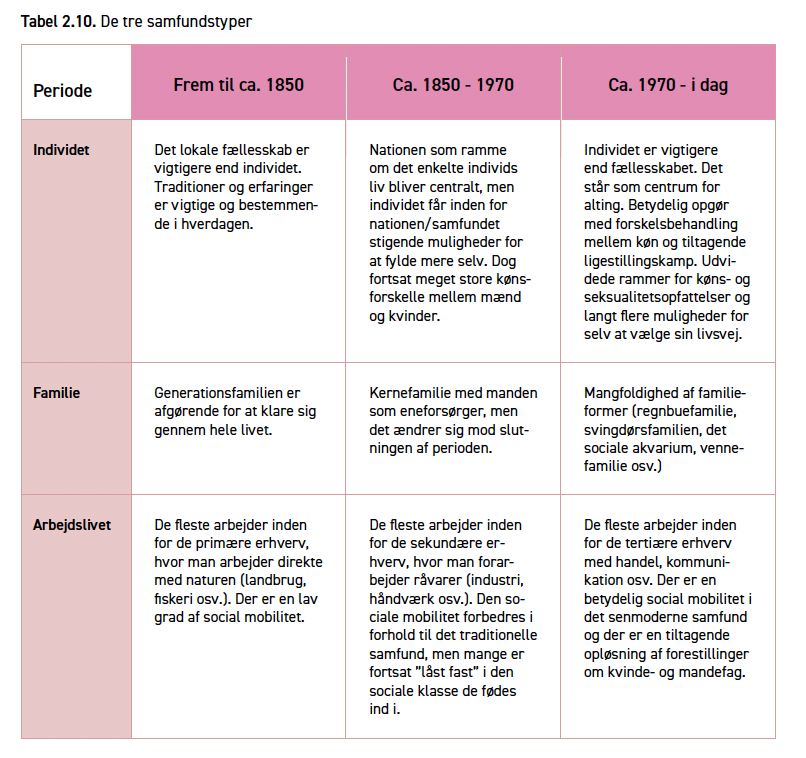 Tabel 2.10. De tre samfundstyper
Periode
Frem til ca. 1850
Ca. 1850 - 1970
Ca. 1970 - i dag
Individet
Det lokale fællesskab er
vigtigere end individet.
Traditioner og erfaringer
er vigtige og bestemmen-
de i hverdagen.
Nationen som ramme
om det enkelte individs
liv bliver centralt, men
individet får inden for
nationen/samfundet
stigende muligheder for
at fylde mere selv. Dog
fortsat meget store køns-
forskelle mellem mænd
og kvinder.
Individet er vigtigere
end fællesskabet. Det
står som centrum for
alting. Betydelig opgør
med forskelsbehandling
mellem køn og tiltagende
ligestillingskamp. Udvi-
dede rammer for køns- og
seksualitetsopfattelser og
langt flere muligheder for
selv at vælge sin livsvej.
Familie
Generationsfamilien er
afgørende for at klare sig
gennem hele livet.
Kernefamilie med manden
som eneforsørger, men
det ændrer sig mod slut-
ningen af perioden.
Mangfoldighed af familie-
former (regnbuefamilie,
svingdørsfamilien, det
sociale akvarium, venne-
familie osv.)
Arbejdslivet
De fleste arbejder inden
for de primære erhverv,
hvor man arbejder direkte
med naturen (landbrug,
fiskeri osv.). Der er en lav
grad af social mobilitet.
De fleste arbejder inden
for de sekundære er-
hverv, hvor man forar-
bejder råvarer (industri,
håndværk osv.). Den so-
ciale mobilitet forbedres i
forhold til det traditionelle
samfund, men mange er
fortsat ”låst fast” i den
sociale klasse de fødes
ind i.
De fleste arbejder inden
for de tertiære erhverv
med handel, kommuni-
kation osv. Der er en
betydelig social mobilitet i
det senmoderne samfund
og der er en tiltagende
opløsning af forestillinger
om kvinde- og mandefag.